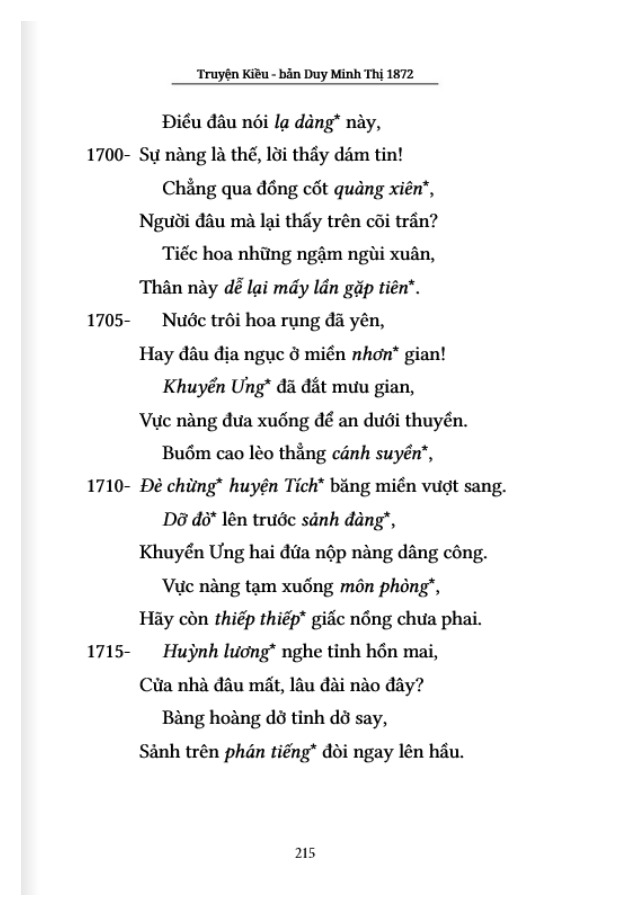 Truyện Kiều - bản Duy Minh Thị 1872
Điều đâu nói lạ dàng* này,
1700- Sự nàng là thế, lời thầy dám tin!
Chẳng qua đồng cốt quàng xiên*,
Người đâu mà lại thấy trên cõi trần?
Tiếc hoa những ngậm ngùi xuân,
Thân này dễ lại mấy lần gặp tiên*.
1705- Nước trôi hoa rụng đã yên,
Hay đâu địa ngục ở miền nhơn* gian!
Khuyển Ưng* đã đắt mưu gian,
Vực nàng đưa xuống để an dưới thuyền.
Buồm cao lèo thẳng cánh suyền*,
1710- Đè chừng* huyện Tích* băng miền vượt sang.
Dỡ đò* lên trước sảnh đàng*,
Khuyển Ưng hai đứa nộp nàng dâng công.
Vực nàng tạm xuống môn phòng*,
Hãy còn thiếp thiếp* giấc nồng chưa phai.
1715- Huỳnh lương* nghe tỉnh hồn mai,
Cửa nhà đâu mất, lâu đài nào đây?
Bàng hoàng dở tỉnh dở say,
Sảnh trên phán tiếng* đòi ngay lên hầu.
215